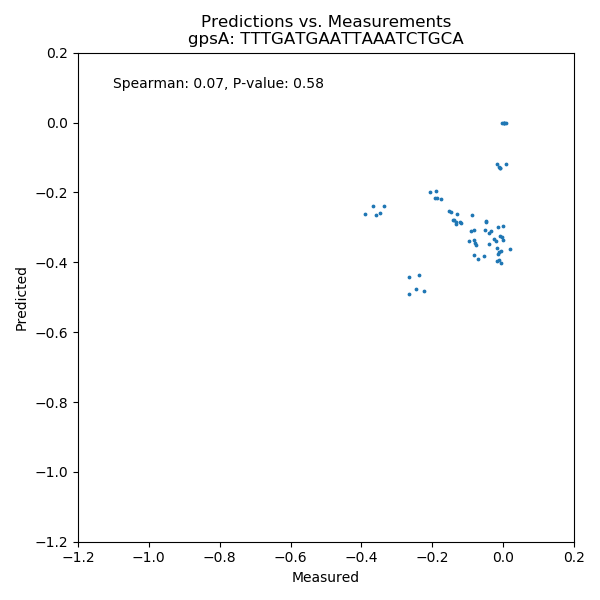 Predictions vs. Measurements
gpsA: TTTGATGAATTAAATCTGCA
Spearman: 0.07, P-value: 0.58
0.2
0.0
−0.2
−0.4
−0.6
−0.8
−1.0
−1.2
Predicted
−1.2 −1.0 −0.8 −0.6 −0.4 −0.2 0.0 0.2
Measured